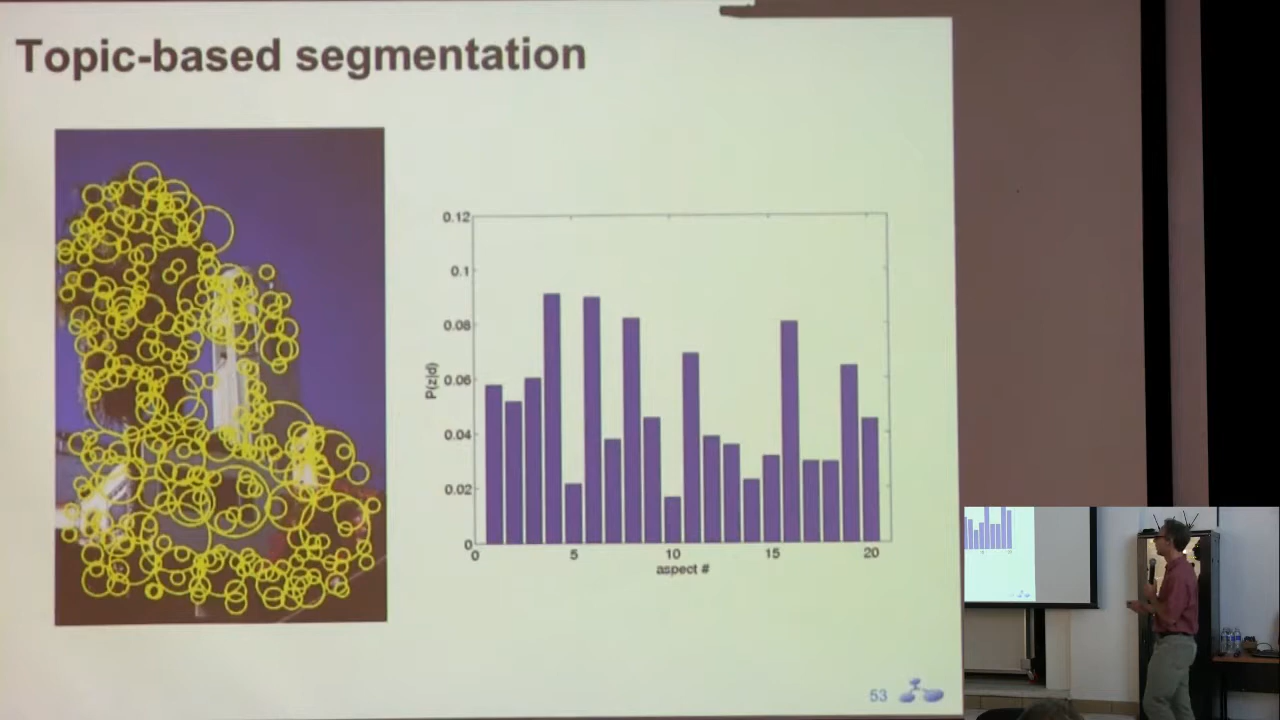 Topic-based segmentation
0.12
0.1
0.08
0.06
0.04
0.02
0
P(z|d)
0 5 10 15 20
aspect #
53